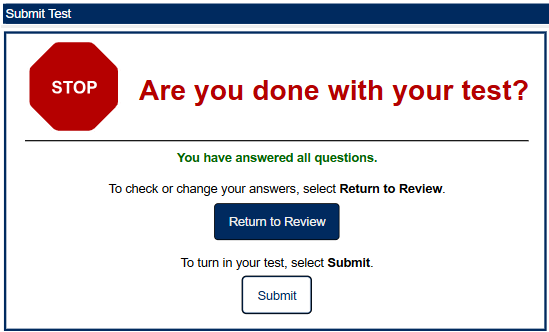 Submit Test
STOP
Are you done with your test?
You have answered all questions.
To check or change your answers, select Return to Review.
Return to Review
To turn in your test, select Submit.
Submit